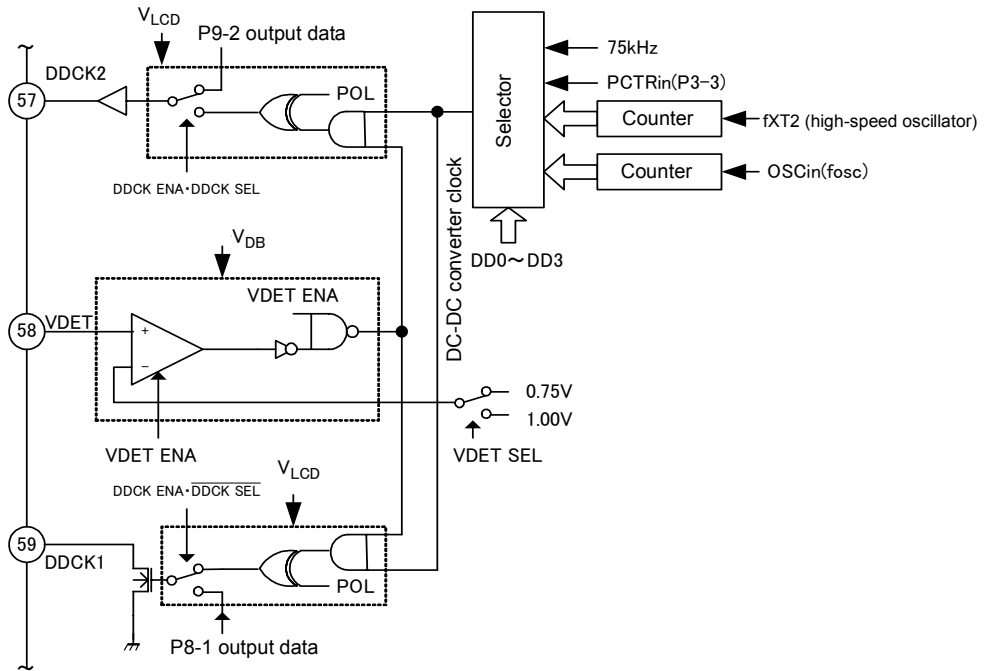 VLCD
P9-2 output data
DDCK2
57
POL
DDCK ENA・DDCK SEL
Selector
75kHz
PCTRin(P3-3)
Counter
fXT2 (high-speed oscillator)
Counter
OSCin(fosc)
DD0～DD3
DC-DC converter clock
VDB
VDET ENA
58
VDET
+
−
0.75V
1.00V
VDET SEL
VDET ENA
VLCD
DDCK ENA・DDCK SEL
59
DDCK1
POL
P8-1 output data